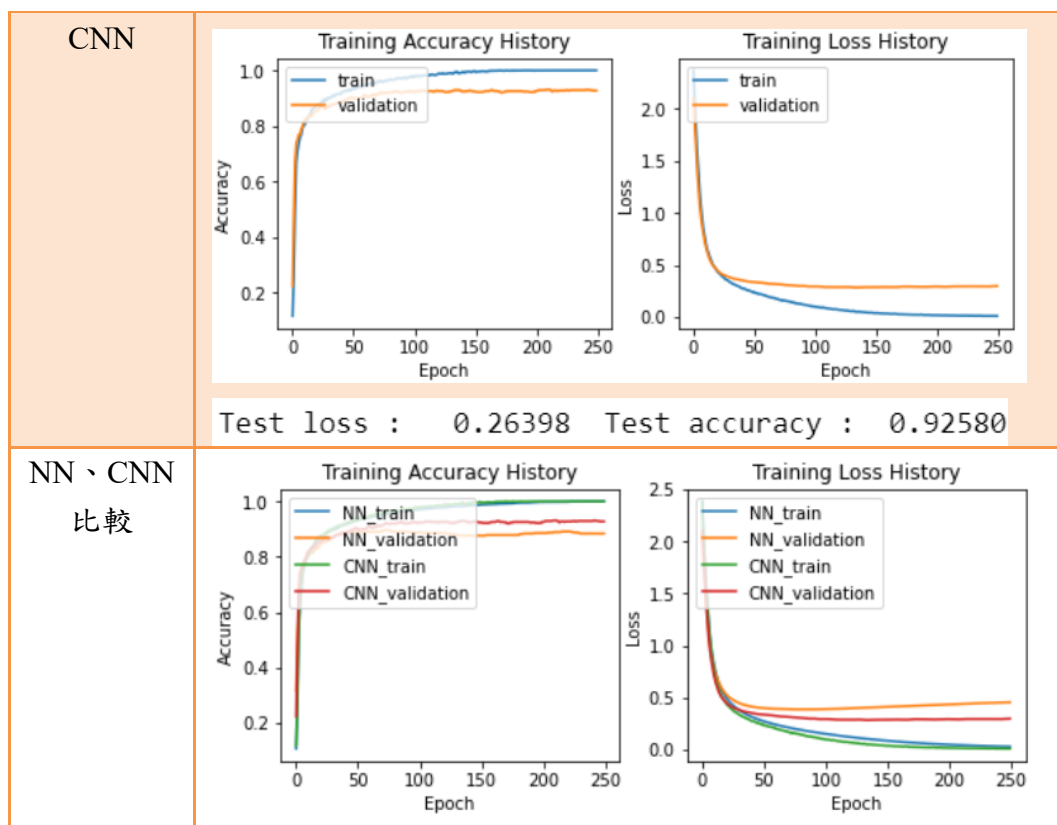 CNN
Training Accuracy History
train
validation
1.0
0.8
0.6
0.4
0.2
Accuracy
0 50 100 150 200 250
Epoch
Training Loss History
train
validation
2.0
1.5
1.0
0.5
0.0
Loss
0 50 100 150 200 250
Epoch
Test loss : 0.26398 Test accuracy : 0.92580
NN、CNN
比較
Training Accuracy History
NN_train
NN_validation
CNN_train
CNN_validation
1.0
0.8
0.6
0.4
0.2
Accuracy
0 50 100 150 200 250
Epoch
Training Loss History
NN_train
NN_validation
CNN_train
CNN_validation
2.5
2.0
1.5
1.0
0.5
0.0
Loss
0 50 100 150 200 250
Epoch